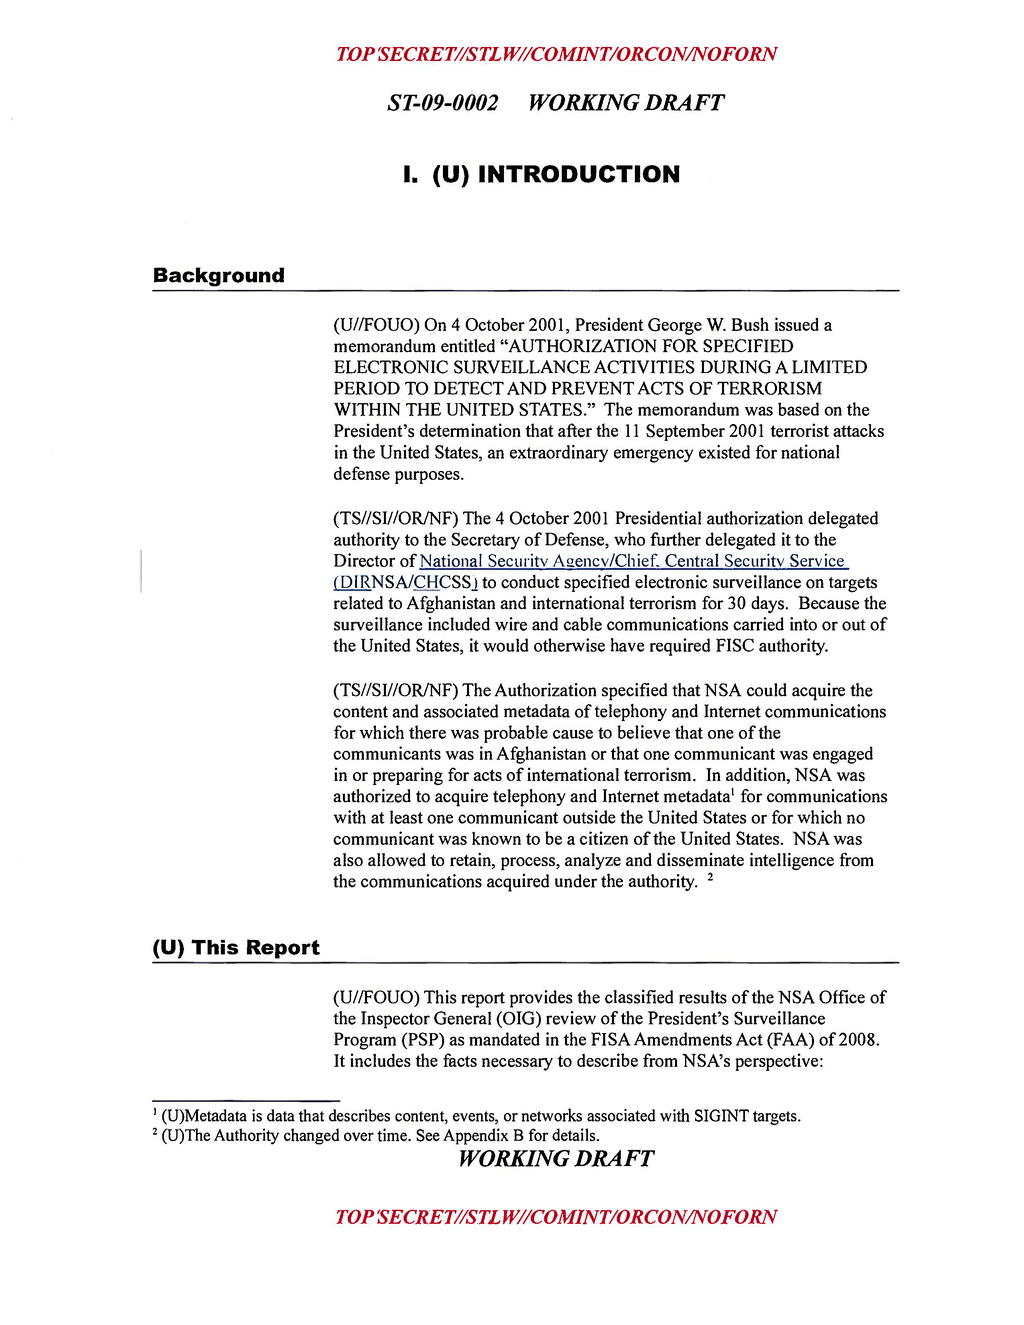 TOP SECRET//STLW//COMINT/ORCON/NOFORN
ST-09-0002 WORKING DRAFT
I. (U) INTRODUCTION
Background
(U//FOUO) On 4 October 2001, President George W. Bush issued a
memorandum entitled “AUTHORIZATION FOR SPECIFIED
ELECTRONIC SURVEILLANCE ACTIVITIES DURING A LIMITED
PERIOD TO DETECT AND PREVENT ACTS OF TERRORISM
WITHIN THE UNITED STATES.” The memorandum was based on the
President’s determination that after the 11 September 2001 terrorist attacks
in the United States, an extraordinary emergency existed for national
defense purposes.
(TS//SI//OR/NF) The 4 October 2001 Presidential authorization delegated
authority to the Secretary of Defense, who further delegated it to the
Director of National Security Agency/Chief, Central Security Service
(DIRNSA/CHCSS) to conduct specified electronic surveillance on targets
related to Afghanistan and international terrorism for 30 days. Because the
surveillance included wire and cable communications carried into or out of
the United States, it would otherwise have required FISC authority.
(TS//SI//OR/NF) The Authorization specified that NSA could acquire the
content and associated metadata of telephony and Internet communications
for which there was probable cause to believe that one of the
communicants was in Afghanistan or that one communicant was engaged
in or preparing for acts of international terrorism. In addition, NSA was
authorized to acquire telephony and Internet metadata¹ for communications
with at least one communicant outside the United States or for which no
communicant was known to be a citizen of the United States. NSA was
also allowed to retain, process, analyze and disseminate intelligence from
the communications acquired under the authority. ²
(U) This Report
(U//FOUO) This report provides the classified results of the NSA Office of
the Inspector General (OIG) review of the President’s Surveillance
Program (PSP) as mandated in the FISA Amendments Act (FAA) of 2008.
It includes the facts necessary to describe from NSA’s perspective:
¹ (U)Metadata is data that describes content, events, or networks associated with SIGINT targets.
² (U)The Authority changed over time. See Appendix B for details.
WORKING DRAFT
TOP SECRET//STLW//COMINT/ORCON/NOFORN